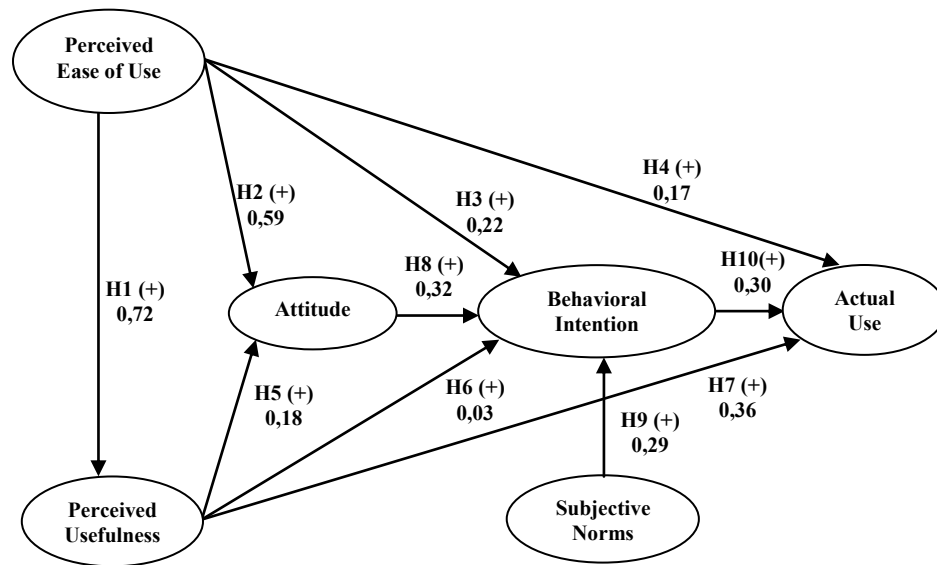 Perceived
Ease of Use
H4 (+)
0,17
H2 (+)
0,59
H3 (+)
0,22
H1 (+)
0,72
Attitude
H8 (+)
0,32
Behavioral
Intention
H10(+)
0,30
Actual
Use
H5 (+)
0,18
H6 (+)
0,03
H7 (+)
0,36
H9 (+)
0,29
Perceived
Usefulness
Subjective
Norms